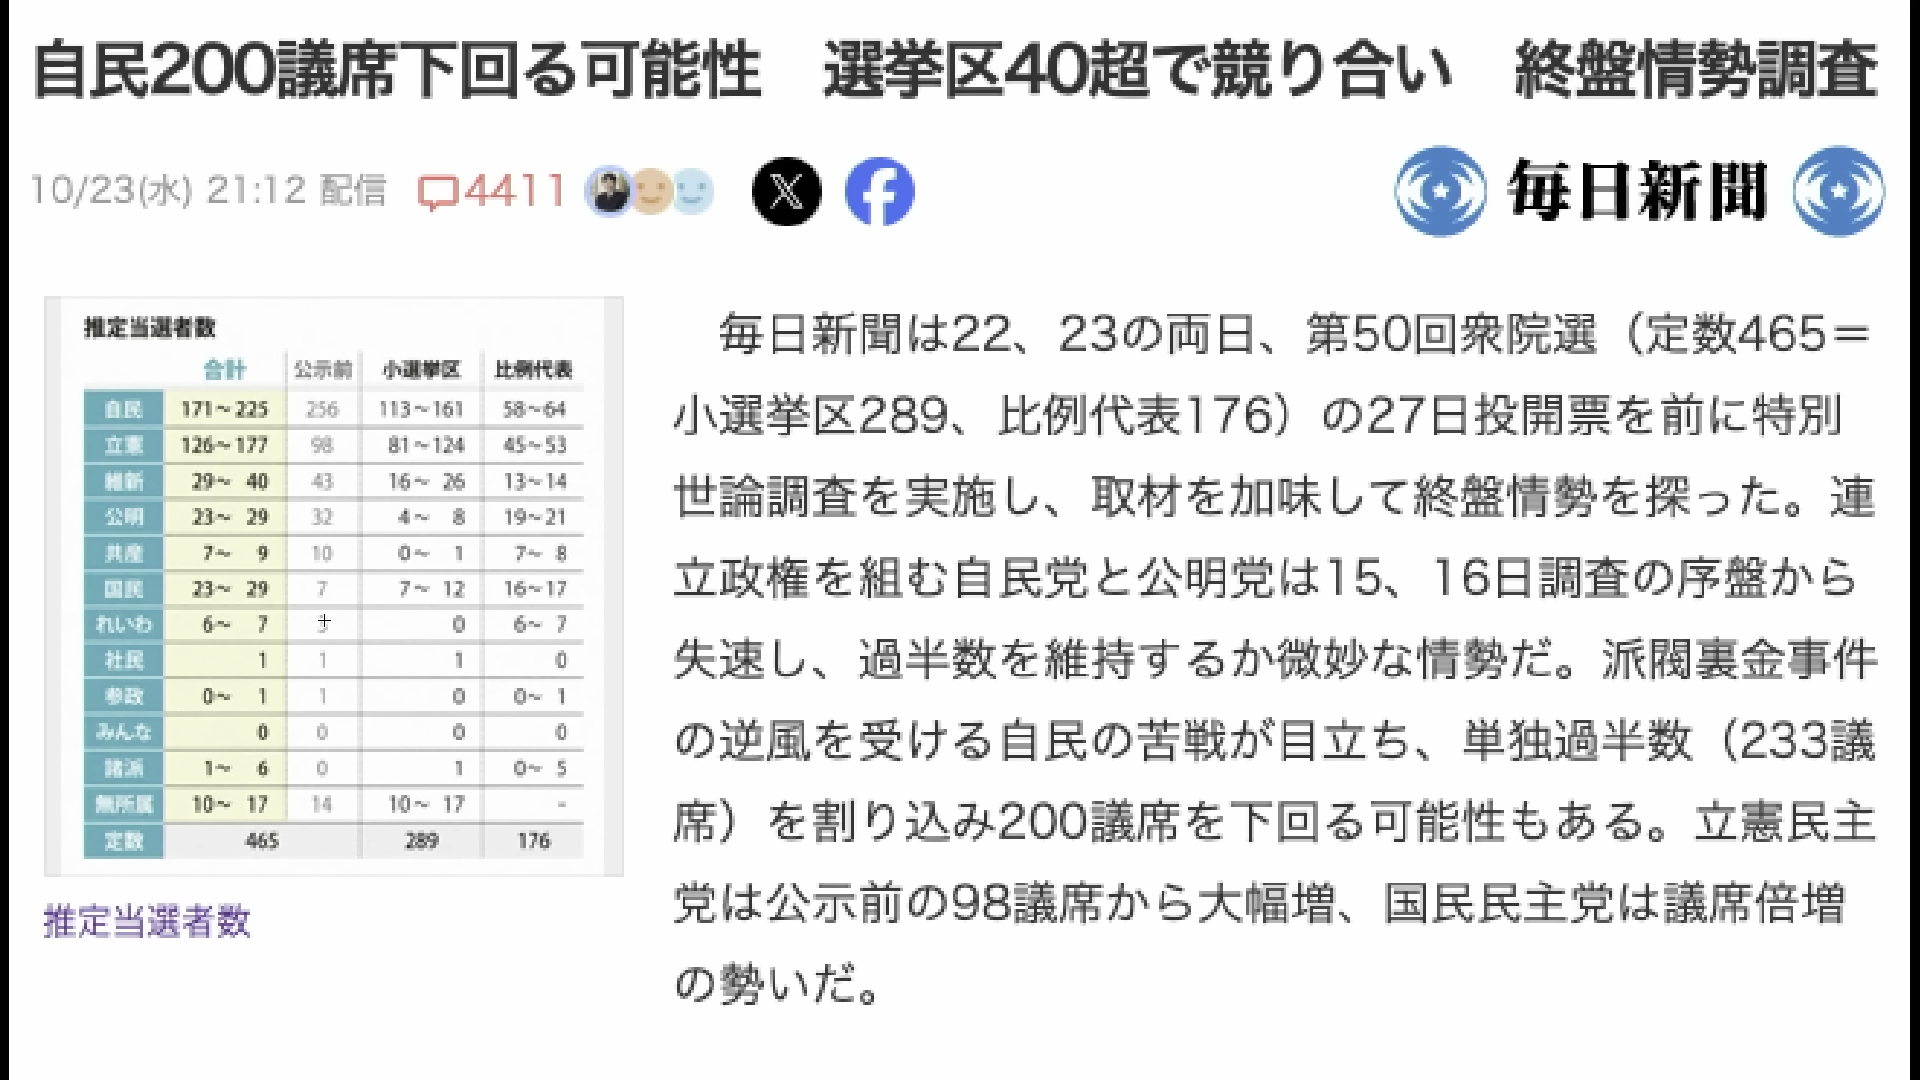 自民200議席下回る可能性　選挙区40超で競り合い　終盤情勢調査
10/23(水) 21:12 配信 4411
毎日新聞
推定当選者数
合計 公示前 小選挙区 比例代表
自民 171〜225 256 113〜161 58〜64
立憲 126〜177 98 81〜124 45〜53
維新 29〜 40 43 16〜 26 13〜14
公明 23〜 29 32 4〜 8 19〜21
共産 7〜 9 10 0〜 1 7〜 8
国民 23〜 29 7 7〜 12 16〜17
れいわ 6〜 7 0 6〜 7
社民 1 1 1 0
参政 0〜 1 1 0 0〜 1
みんな 0 0 0 0
諸派 1〜 6 0 1 0〜 5
無所属 10〜 17 14 10〜 17 -
定数 465 289 176
推定当選者数
毎日新聞は22、23の両日、第50回衆院選（定数465＝
小選挙区289、比例代表176）の27日投開票を前に特別
世論調査を実施し、取材を加味して終盤情勢を探った。連
立政権を組む自民党と公明党は15、16日調査の序盤から
失速し、過半数を維持するか微妙な情勢だ。派閥裏金事件
の逆風を受ける自民の苦戦が目立ち、単独過半数（233議
席）を割り込み200議席を下回る可能性もある。立憲民主
党は公示前の98議席から大幅増、国民民主党は議席倍増
の勢いだ。